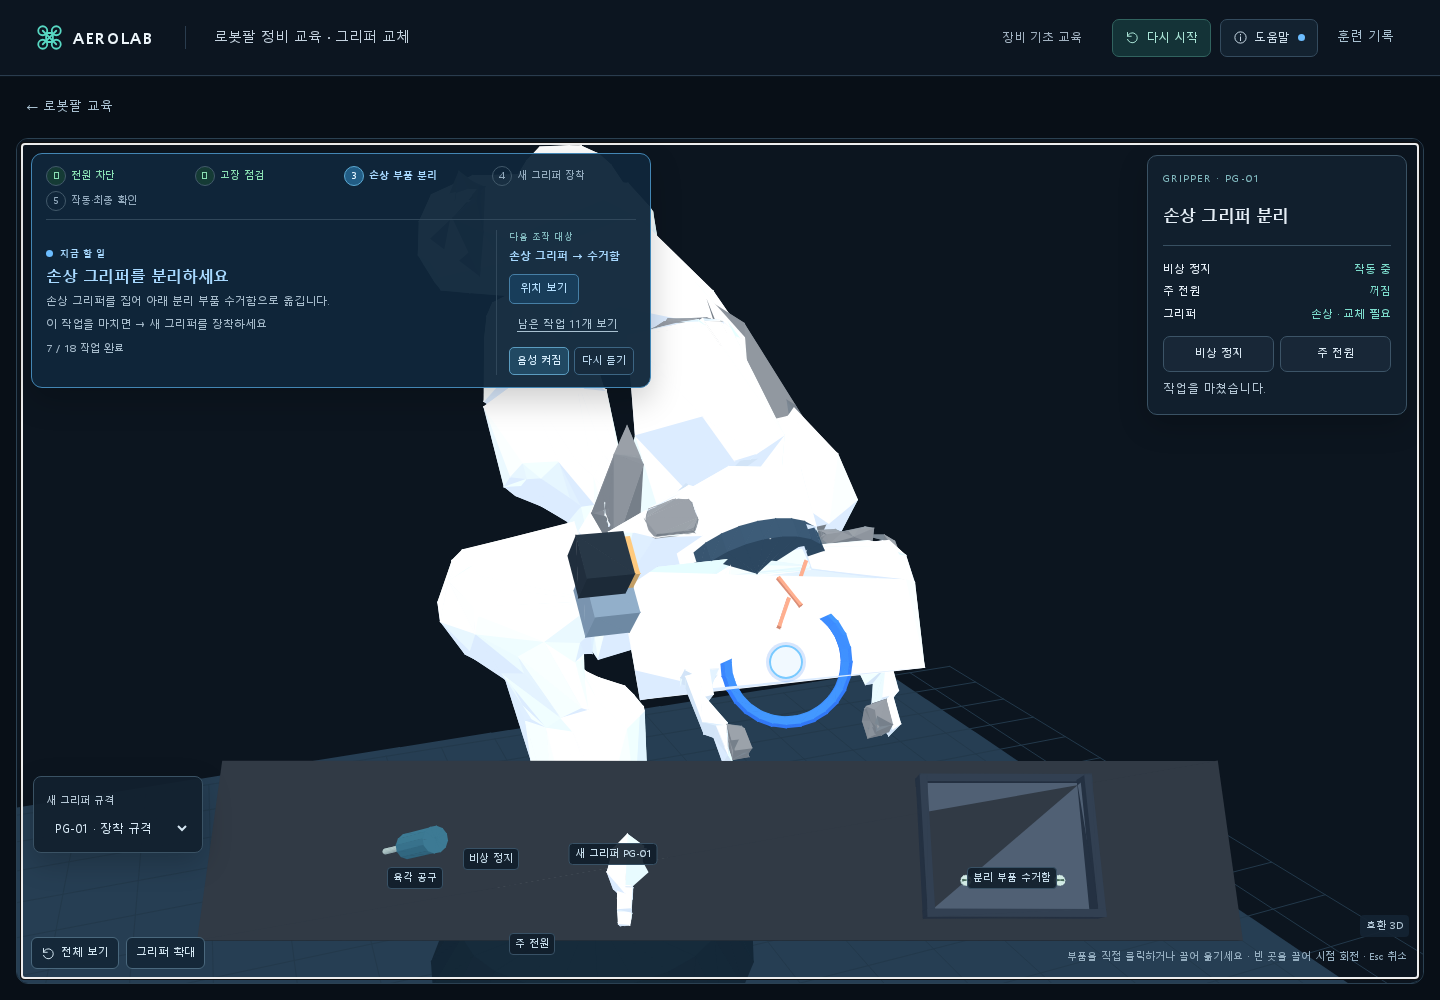 AEROLAB
로봇팔 정비 교육 · 그리퍼 교체
장비 기초 교육
다시 시작
도움말
훈련 기록
← 로봇팔 교육
전원 차단
고장 점검
3 손상 부품 분리
4 새 그리퍼 장착
5 작동·최종 확인
지금 할 일
손상 그리퍼를 분리하세요
손상 그리퍼를 집어 아래 분리 부품 수거함으로 옮깁니다.
이 작업을 마치면 → 새 그리퍼를 장착하세요
7 / 18 작업 완료
다음 조작 대상
손상 그리퍼 → 수거함
위치 보기
남은 작업 11개 보기
음성 켜짐
다시 듣기
GRIPPER · PG-01
손상 그리퍼 분리
비상 정지 작동 중
주 전원 꺼짐
그리퍼 손상 · 교체 필요
비상 정지
주 전원
작업을 마쳤습니다.
새 그리퍼 규격
PG-01 · 장착 규격
육각 공구
비상 정지
새 그리퍼 PG-01
분리 부품 수거함
주 전원
전체 보기
그리퍼 확대
호환 3D
부품을 직접 클릭하거나 끌어 옮기세요 · 빈 곳을 끌어 시점 회전 · Esc 취소